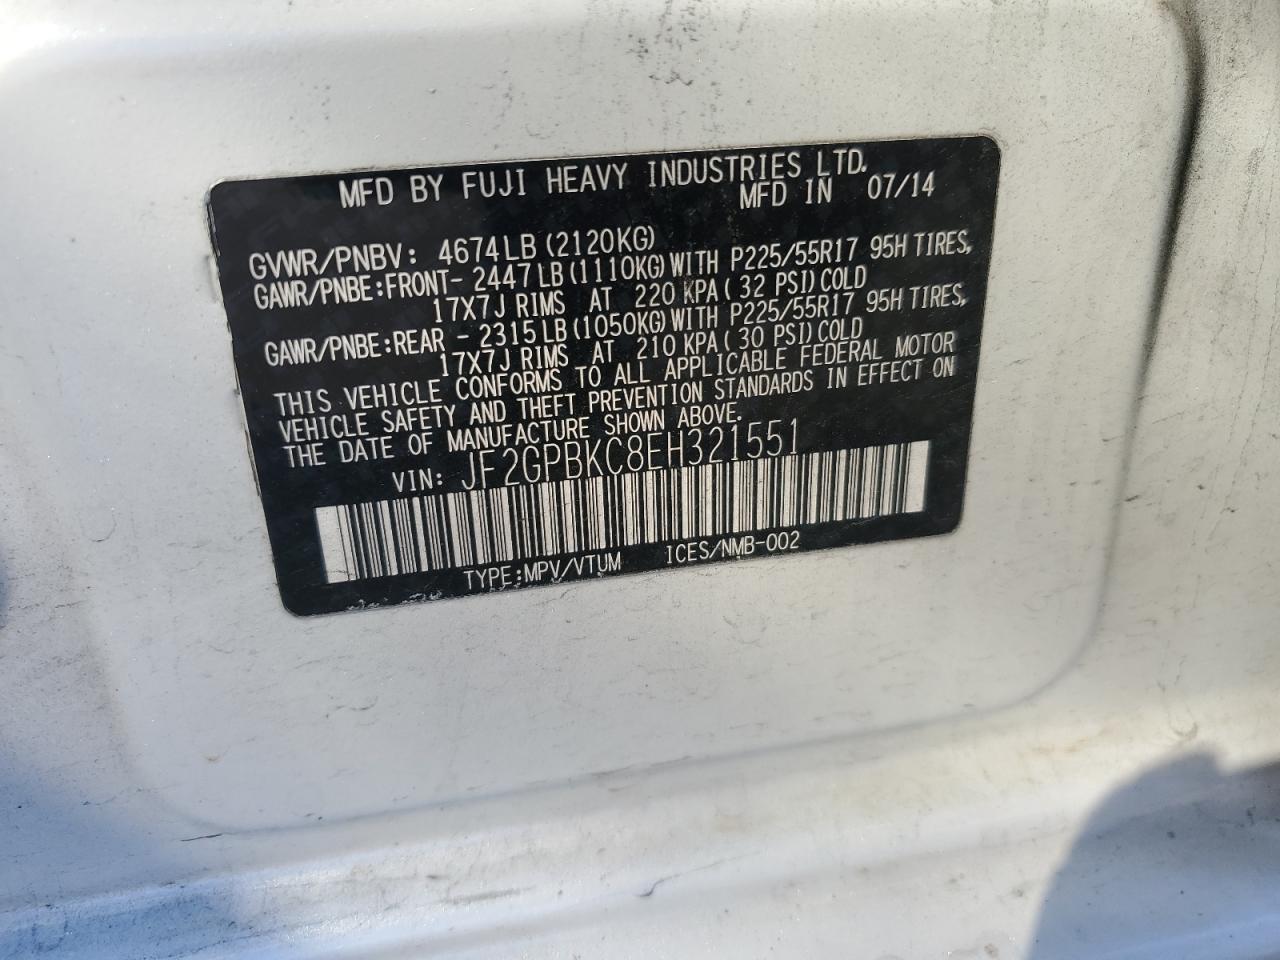 MFD BY FUJI HEAVY INDUSTRIES LTD.
MFD IN 07/14
GVWR/PNBV: 4674LB(2120KG)
GAWR/PNBE:FRONT-2447LB(1110KG)WITH P225/55R17 95H TIRES,
17X7J RIMS AT 220 KPA( 32 PSI)COLD
GAWR/PNBE:REAR -2315LB(1050KG)WITH P225/55R17 95H TIRES,
17X7J RIMS AT 210 KPA( 30 PSI)COLD
THIS VEHICLE CONFORMS TO ALL APPLICABLE FEDERAL MOTOR
VEHICLE SAFETY AND THEFT PREVENTION STANDARDS IN EFFECT ON
THE DATE OF MANUFACTURE SHOWN ABOVE.
VIN: JF2GPBKC8EH321551
TYPE:MPV/VTUM ICES/NMB-002